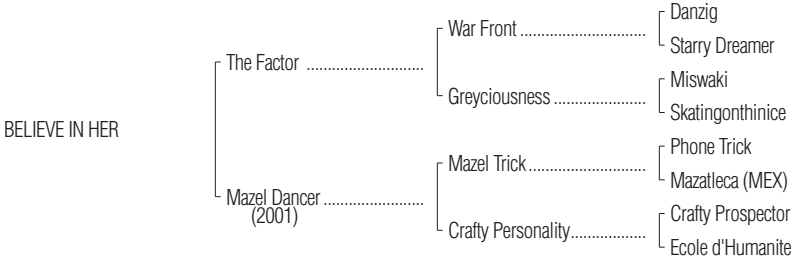 Danzig
War Front ..............................
Starry Dreamer
The Factor ............................
Miswaki
Greyciousness ......................
Skatingonthinice
BELIEVE IN HER
Phone Trick
Mazel Trick............................
Mazatleca (MEX)
Mazel Dancer ........................
(2001)
Crafty Prospector
Crafty Personality..................
Ecole d'Humanite